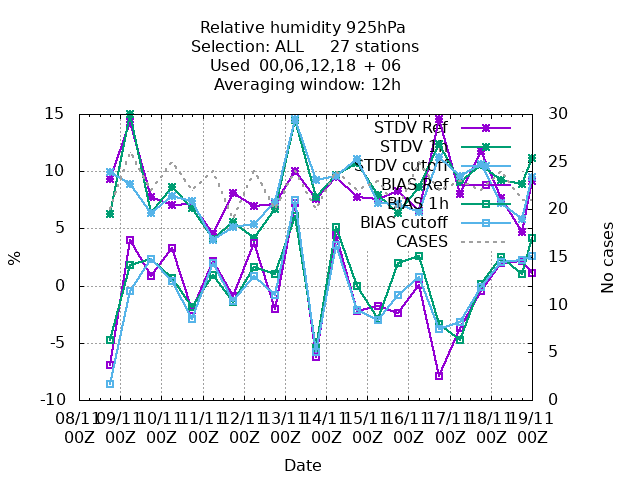 Relative humidity 925hPa
Selection: ALL 27 stations
Used 00,06,12,18 + 06
Averaging window: 12h
15
10
5
0
-5
-10
%
30
25
20
15
10
5
0
No cases
STDV Ref
STDV 1h
STDV cutoff
BIAS Ref
BIAS 1h
BIAS cutoff
CASES
08/11 09/11 10/11 11/11 12/11 13/11 14/11 15/11 16/11 17/11 18/11 19/11
00Z 00Z 00Z 00Z 00Z 00Z 00Z 00Z 00Z 00Z 00Z 00Z
Date